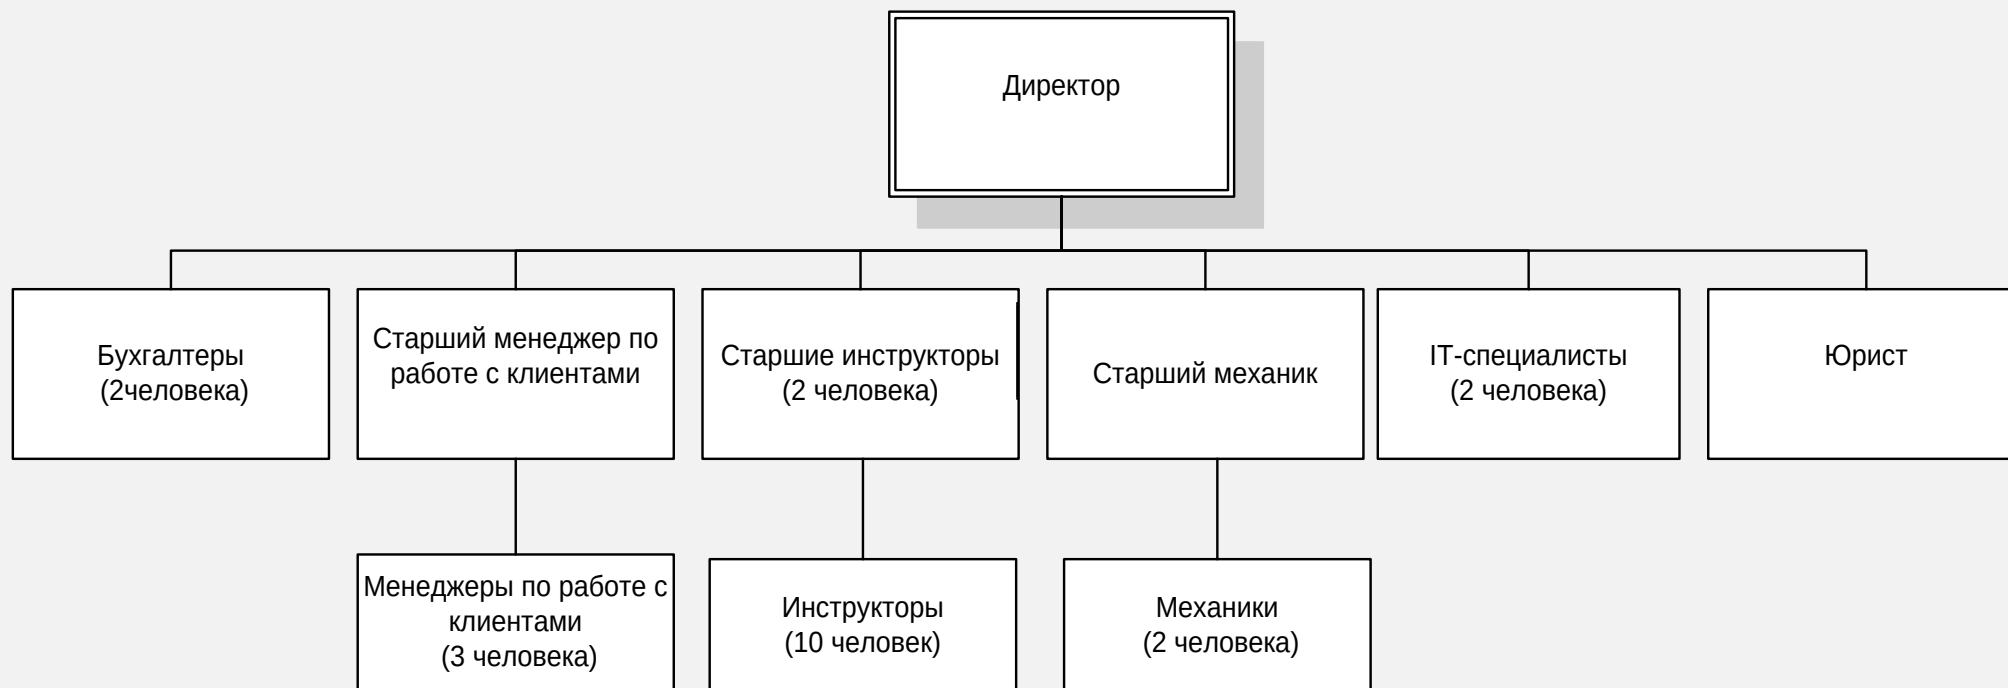 Директор
Бухгалтеры
(2человека)
Старший менеджер по
работе с клиентами
Старшие инструкторы
(2 человека)
Старший механик
IT-специалисты
(2 человека)
Юрист
Менеджеры по работе с
клиентами
(3 человека)
Инструкторы
(10 человек)
Механики
(2 человека)